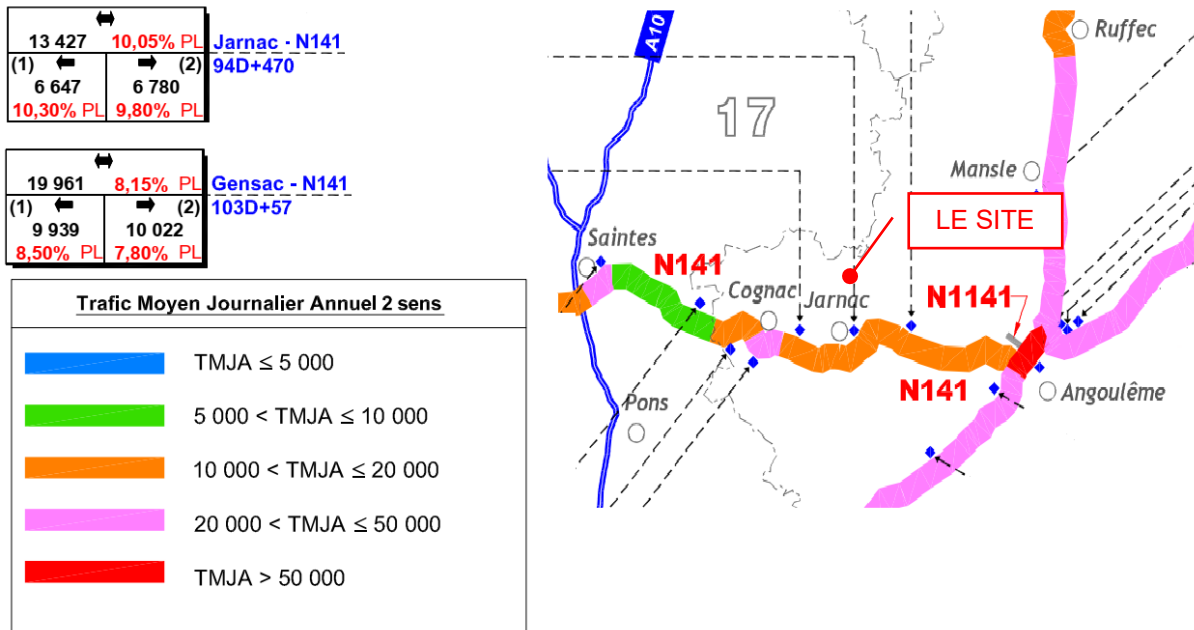 13 427 10,05% PL
Jarnac - N141
94D+470
(1) (2)
6 647 6 780
10,30% PL 9,80% PL
19 961 8,15% PL
Gensac - N141
103D+57
(1) (2)
9 939 10 022
8,50% PL 7,80% PL
Trafic Moyen Journalier Annuel 2 sens
TMJA ≤ 5 000
5 000 < TMJA ≤ 10 000
10 000 < TMJA ≤ 20 000
20 000 < TMJA ≤ 50 000
TMJA > 50 000
A10
Ruffec
17
Mansle
LE SITE
Saintes
N141
Cognac
Jarnac
N1141
N141
Angoulême
Pons